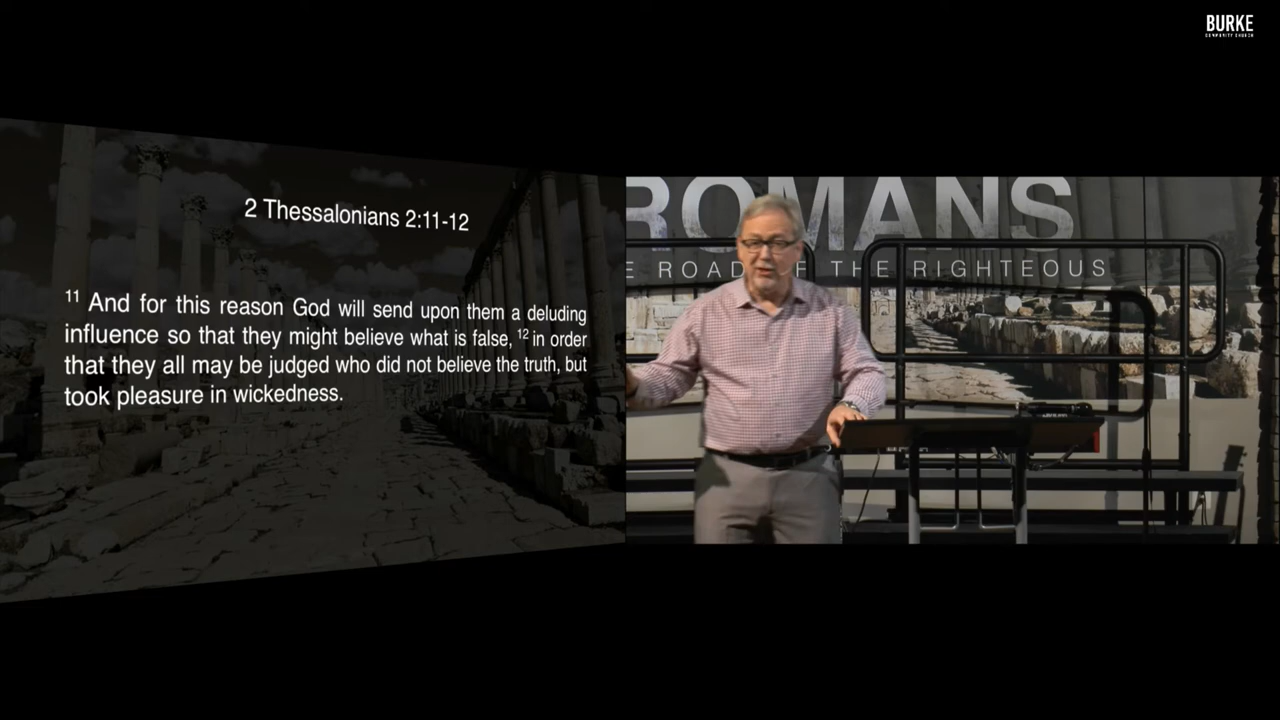 BURKE
COMMUNITY CHURCH
2 Thessalonians 2:11-12
11 And for this reason God will send upon them a deluding
influence so that they might believe what is false, 12 in order
that they all may be judged who did not believe the truth, but
took pleasure in wickedness.
ROMANS
E ROAD F THE RIGHTEOUS